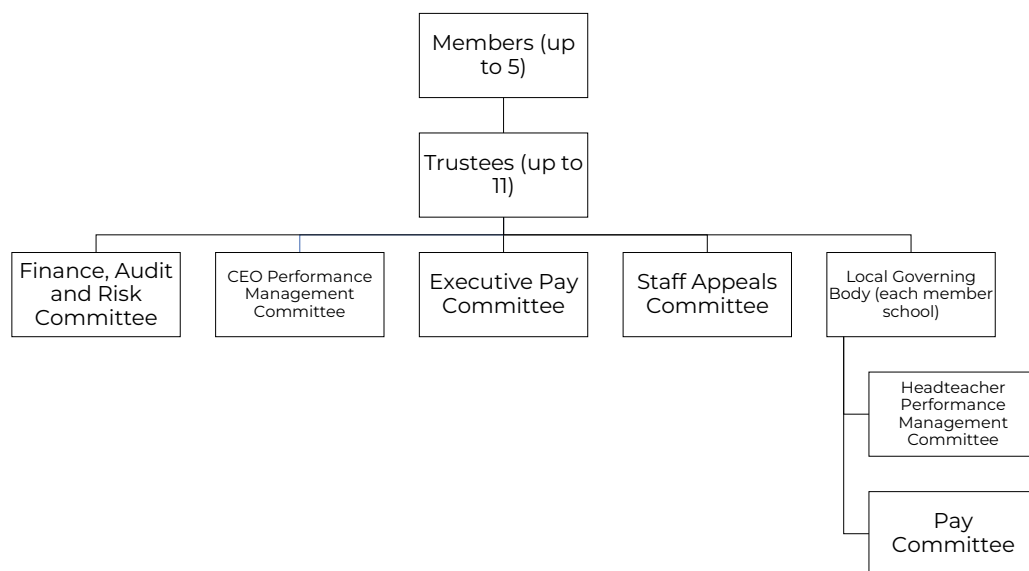 Members (up
to 5)
Trustees (up to
11)
Finance, Audit
and Risk
Committee
CEO Performance
Management
Committee
Executive Pay
Committee
Staff Appeals
Committee
Local Governing
Body (each member
school)
Headteacher
Performance
Management
Committee
Pay
Committee